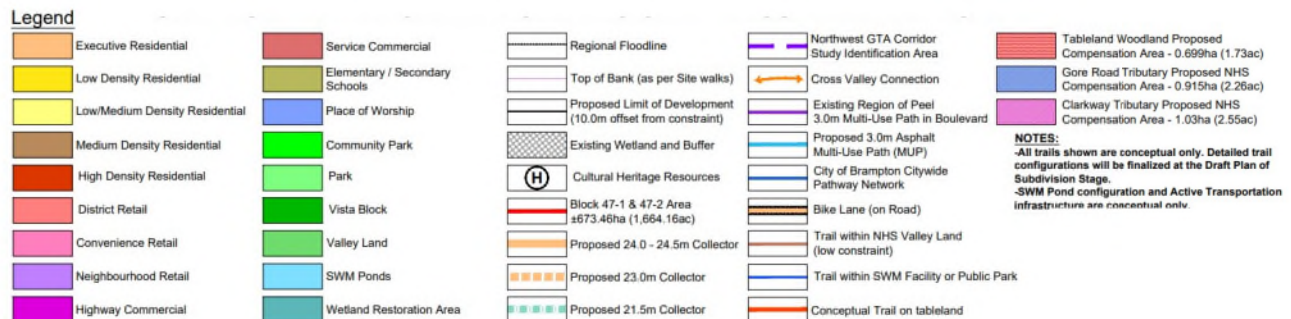 Legend
Executive Residential
Low Density Residential
Low/Medium Density Residential
Medium Density Residential
High Density Residential
District Retail
Convenience Retail
Neighbourhood Retail
Highway Commercial
Service Commercial
Elementary / Secondary
Schools
Place of Worship
Community Park
Park
Vista Block
Valley Land
SWM Ponds
Wetland Restoration Area
Regional Floodline
Top of Bank (as per Site walks)
Proposed Limit of Development
(10.0m offset from constraint)
Existing Wetland and Buffer
H Cultural Heritage Resources
Block 47-1 & 47-2 Area
±673.46ha (1,664.16ac)
Proposed 24.0 - 24.5m Collector
Proposed 23.0m Collector
Proposed 21.5m Collector
Northwest GTA Corridor
Study Identification Area
Cross Valley Connection
Existing Region of Peel
3.0m Multi-Use Path in Boulevard
Proposed 3.0m Asphalt
Multi-Use Path (MUP)
City of Brampton Citywide
Pathway Network
Bike Lane (on Road)
Trail within NHS Valley Land
(low constraint)
Trail within SWM Facility or Public Park
Conceptual Trail on tableland
Tableland Woodland Proposed
Compensation Area - 0.699ha (1.73ac)
Gore Road Tributary Proposed NHS
Compensation Area - 0.915ha (2.26ac)
Clarkway Tributary Proposed NHS
Compensation Area - 1.03ha (2.55ac)
NOTES:
-All trails shown are conceptual only. Detailed trail
configurations will be finalized at the Draft Plan of
Subdivision Stage.
-SWM Pond configuration and Active Transportation
infrastructure are conceptual only.